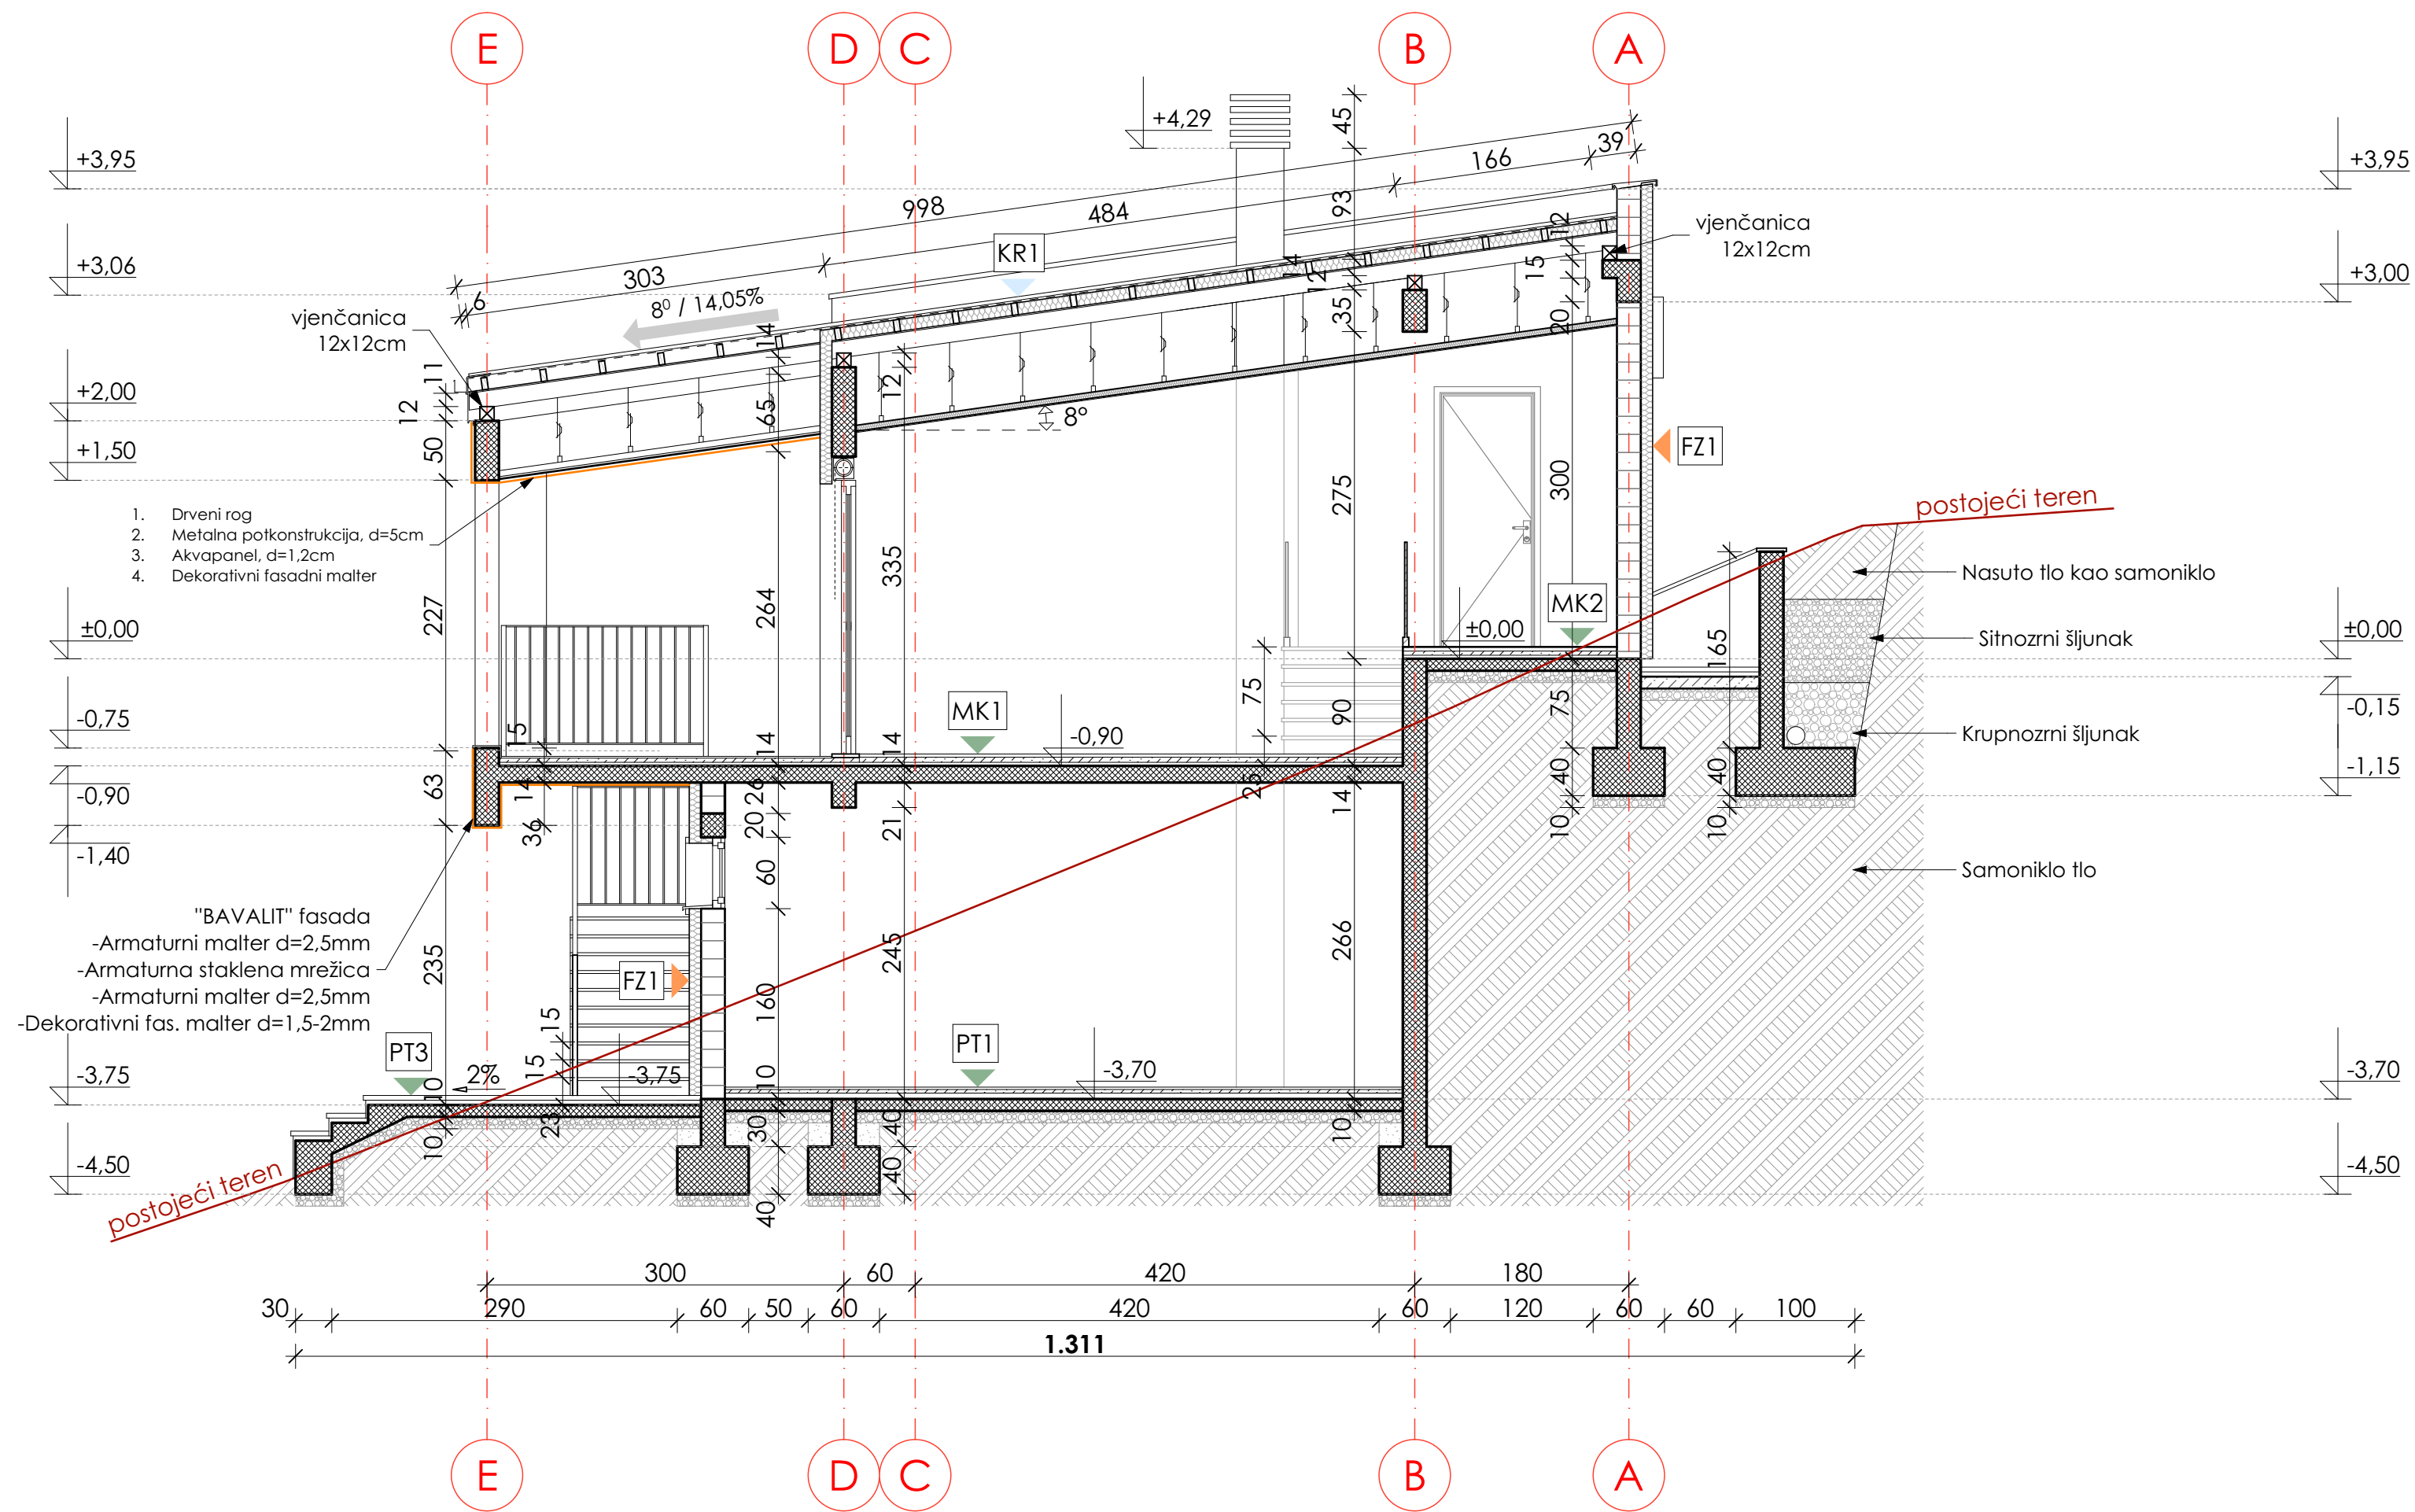 E
D
C
B
A
+4,29
45
39
166
+3,95
+3,95
93
998
484
12
vjenčanica
12x12cm
KR1
+3,06
303
14
15
+3,00
12
6
8⁰ / 14,05%
vjenčanica
12x12cm
35
20
14
11
12
+2,00
12
65
8°
50
+1,50
FZ1
275
300
postojeći teren
1. Drveni rog
2. Metalna potkonstrukcija, d=5cm
3. Akvapanel, d=1,2cm
4. Dekorativni fasadni malter
335
Nasuto tlo kao samoniklo
227
264
MK2
±0,00
±0,00
±0,00
165
Sitnozrni šljunak
75
75
-0,15
MK1
90
-0,75
15
14
14
-0,90
Krupnozrni šljunak
63
-0,90
14
26
25
14
40
40
-1,15
36
20
21
10
10
-1,40
60
Samoniklo tlo
"BAVALIT" fasada
-Armaturni malter d=2,5mm
-Armaturna staklena mrežica
-Armaturni malter d=2,5mm
-Dekorativni fas. malter d=1,5-2mm
235
245
266
FZ1
160
15
15
PT3
PT1
-3,75
10
2%
-3,75
10
-3,70
-3,70
10
23
30
40
10
-4,50
40
40
-4,50
postojeći teren
300
60
420
180
30
290
60
50
60
420
60
120
60
60
100
1.311
E
D
C
B
A